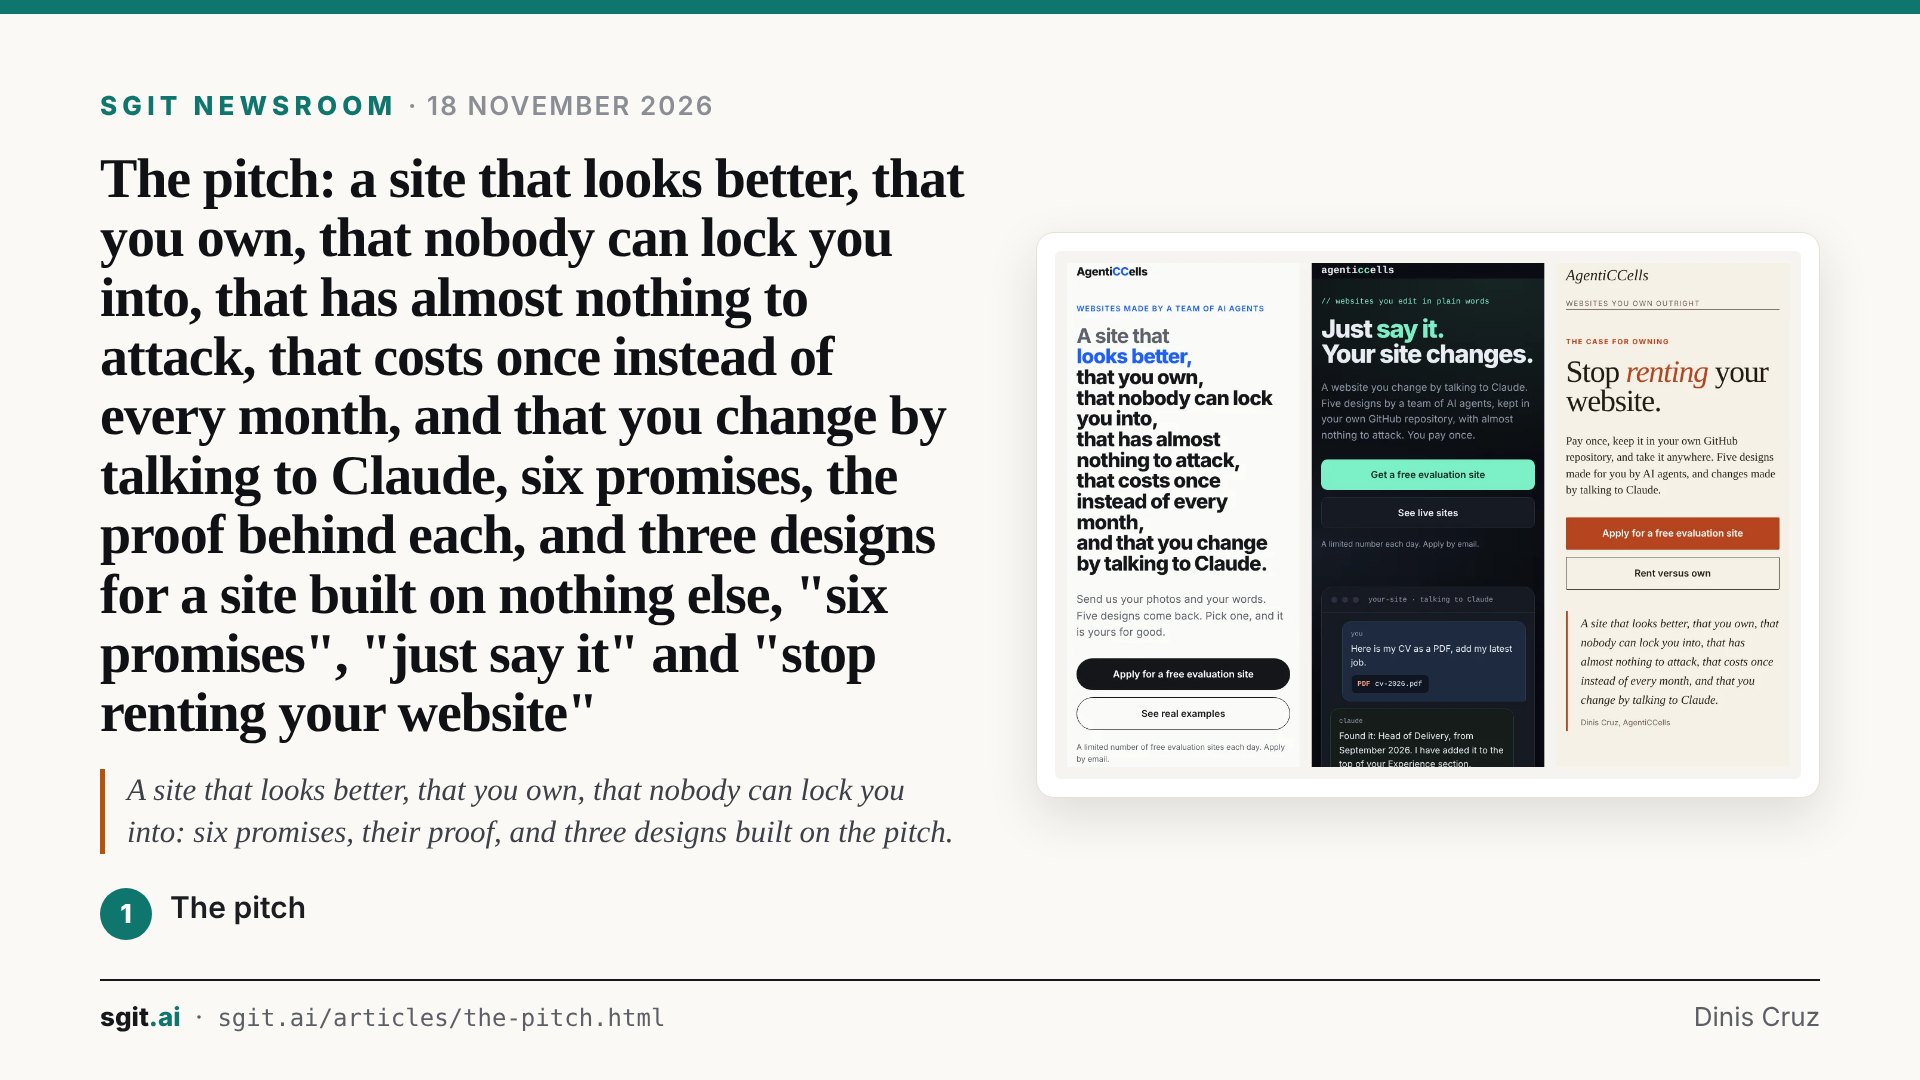 SGIT NEWSROOM · 18 NOVEMBER 2026
The pitch: a site that looks better, that
you own, that nobody can lock you
into, that has almost nothing to
attack, that costs once instead of
every month, and that you change by
talking to Claude, six promises, the
proof behind each, and three designs
for a site built on nothing else, "six
promises", "just say it" and "stop
renting your website"
A site that looks better, that you own, that nobody can lock you
into: six promises, their proof, and three designs built on the pitch.
1 The pitch
AgentiCCells
WEBSITES MADE BY A TEAM OF AI AGENTS
A site that
looks better,
that you own,
that nobody can lock
you into,
that has almost
nothing to attack,
that costs once
instead of every
month,
and that you change
by talking to Claude.
Send us your photos and your words.
Five designs come back. Pick one, and it
is yours for good.
Apply for a free evaluation site
See real examples
A limited number of free evaluation sites each day. Apply
by email.
agenticcells
// websites you edit in plain words
Just say it.
Your site changes.
A website you change by talking to Claude.
Five designs by a team of AI agents, kept in
your own GitHub repository, with almost
nothing to attack. You pay once.
Get a free evaluation site
See live sites
A limited number each day. Apply by email.
your-site · talking to Claude
you
Here is my CV as a PDF, add my latest
job.
PDF cv-2026.pdf
claude
Found it: Head of Delivery, from
September 2026. I have added it to the
top of your Experience section.
AgentiCCells
WEBSITES YOU OWN OUTRIGHT
THE CASE FOR OWNING
Stop renting your
website.
Pay once, keep it in your own GitHub
repository, and take it anywhere. Five designs
made for you by AI agents, and changes made
by talking to Claude.
Apply for a free evaluation site
Rent versus own
A site that looks better, that you own, that
nobody can lock you into, that has
almost nothing to attack, that costs once
instead of every month, and that you
change by talking to Claude.
Dinis Cruz, AgentiCCells
sgit.ai · sgit.ai/articles/the-pitch.html
Dinis Cruz